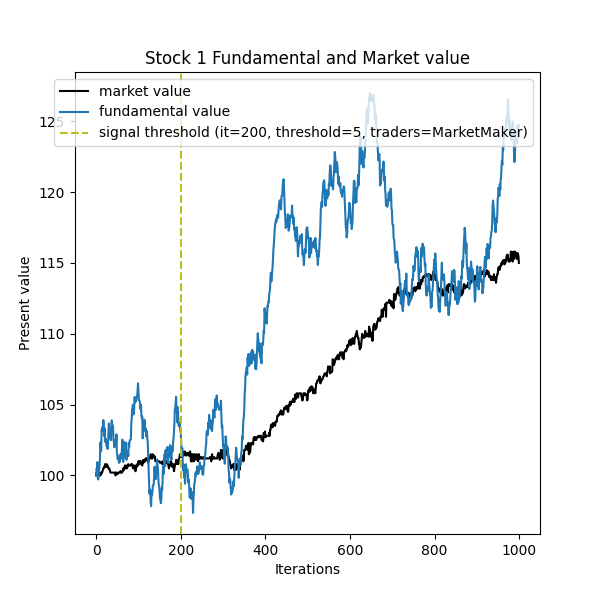 Stock 1 Fundamental and Market value
market value
fundamental value
signal threshold (it=200, threshold=5, traders=MarketMaker)
125
120
115
110
105
100
Present value
0 200 400 600 800 1000
Iterations